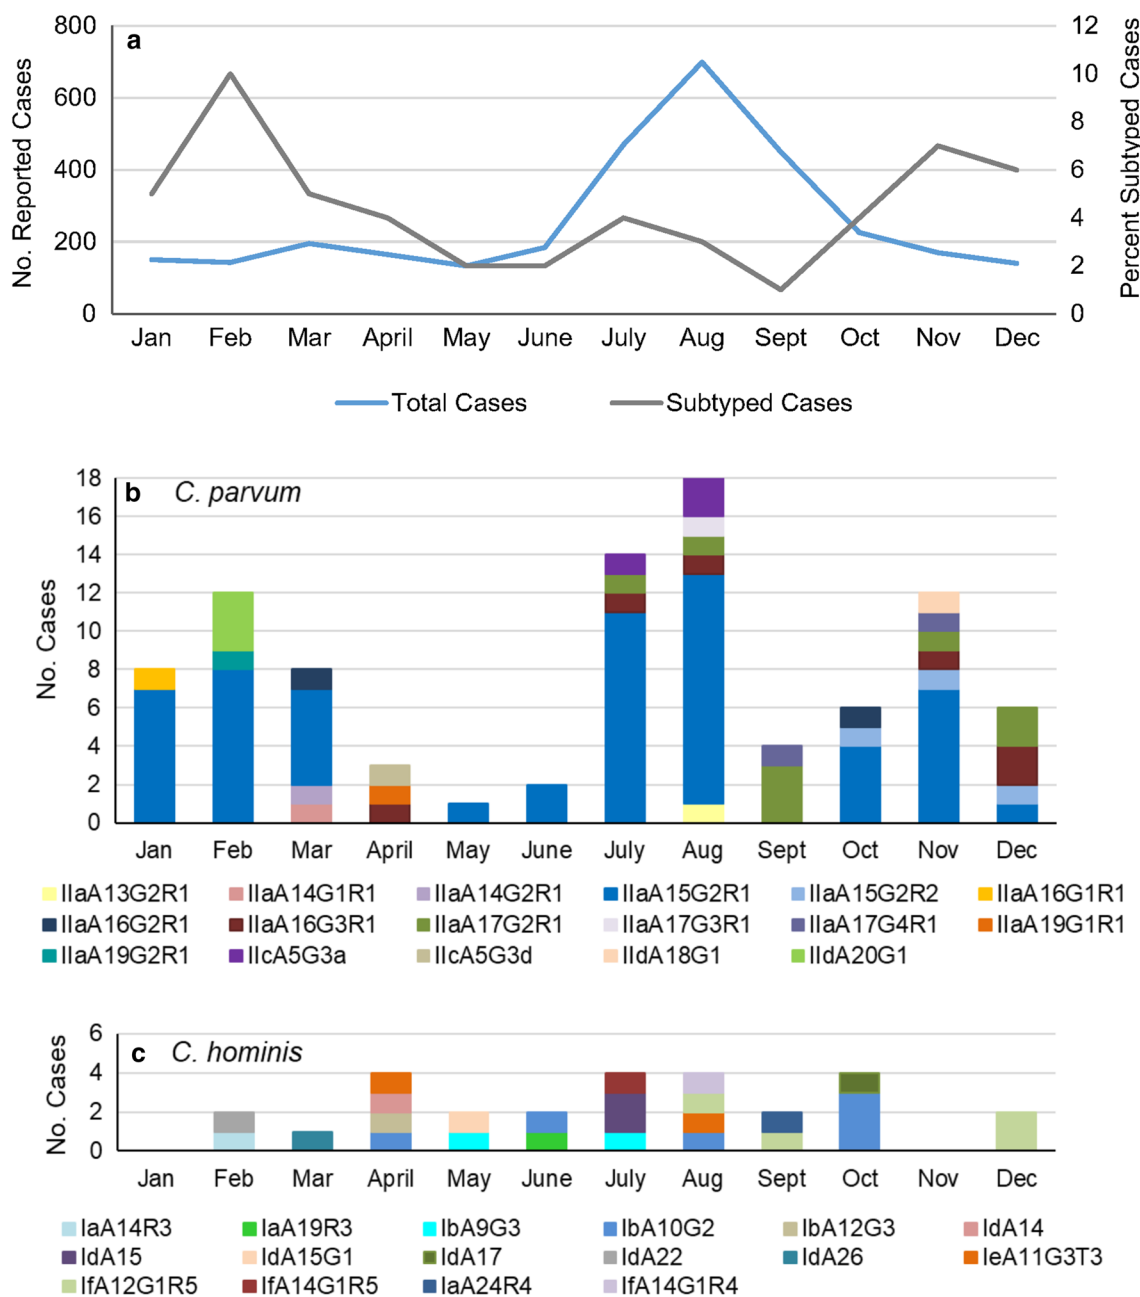 a
800 12
10
600
8
400 6
4
200
2
0 0
No. Reported Cases
Percent Subtyped Cases
Jan Feb Mar April May June July Aug Sept Oct Nov Dec
Total Cases Subtyped Cases
b C. parvum
18
16
14
12
10
8
6
4
2
0
No. Cases
Jan Feb Mar April May June July Aug Sept Oct Nov Dec
IIaA13G2R1 IIaA14G1R1 IIaA14G2R1 IIaA15G2R1 IIaA15G2R2 IIaA16G1R1
IIaA16G2R1 IIaA16G3R1 IIaA17G2R1 IIaA17G3R1 IIaA17G4R1 IIaA19G1R1
IIaA19G2R1 IIcA5G3a IIcA5G3d IIdA18G1 IIdA20G1
c C. hominis
6
4
2
0
No. Cases
Jan Feb Mar April May June July Aug Sept Oct Nov Dec
IaA14R3 IaA19R3 IbA9G3 IbA10G2 IbA12G3 IdA14
IdA15 IdA15G1 IdA17 IdA22 IdA26 IeA11G3T3
IfA12G1R5 IfA14G1R5 IaA24R4 IfA14G1R4